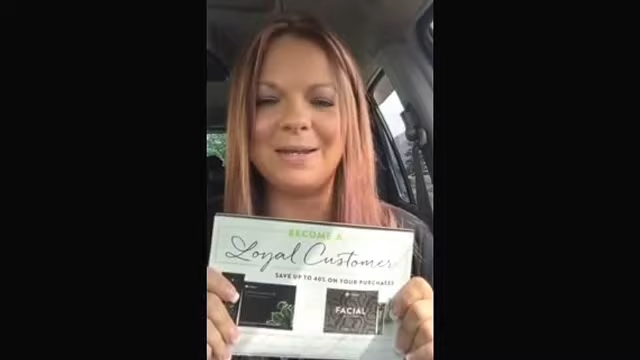 BECOME A
Loyal Customer
SAVE UP TO 40% ON YOUR PURCHASES
FACIAL